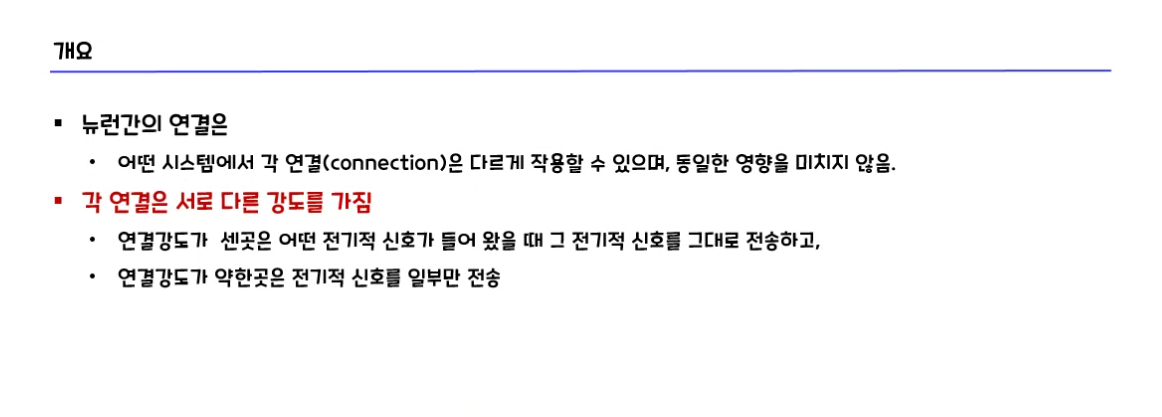 개요
▪ 뉴런간의 연결은
• 어떤 시스템에서 각 연결(connection)은 다르게 작용할 수 있으며, 동일한 영향을 미치지 않음.
▪ 각 연결은 서로 다른 강도를 가짐
• 연결강도가 센곳은 어떤 전기적 신호가 들어 왔을 때 그 전기적 신호를 그대로 전송하고,
• 연결강도가 약한곳은 전기적 신호를 일부만 전송